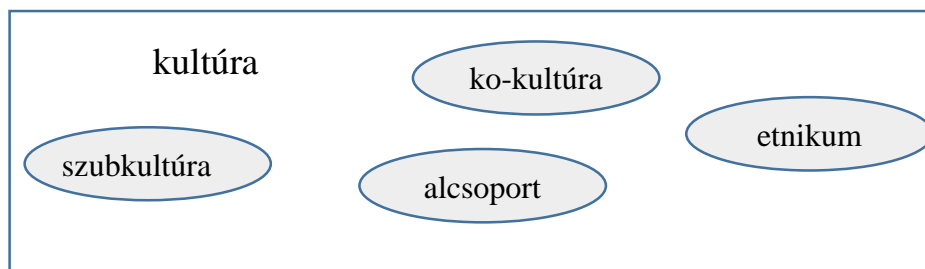 kultúra
ko-kultúra
etnikum
szubkultúra
alcsoport